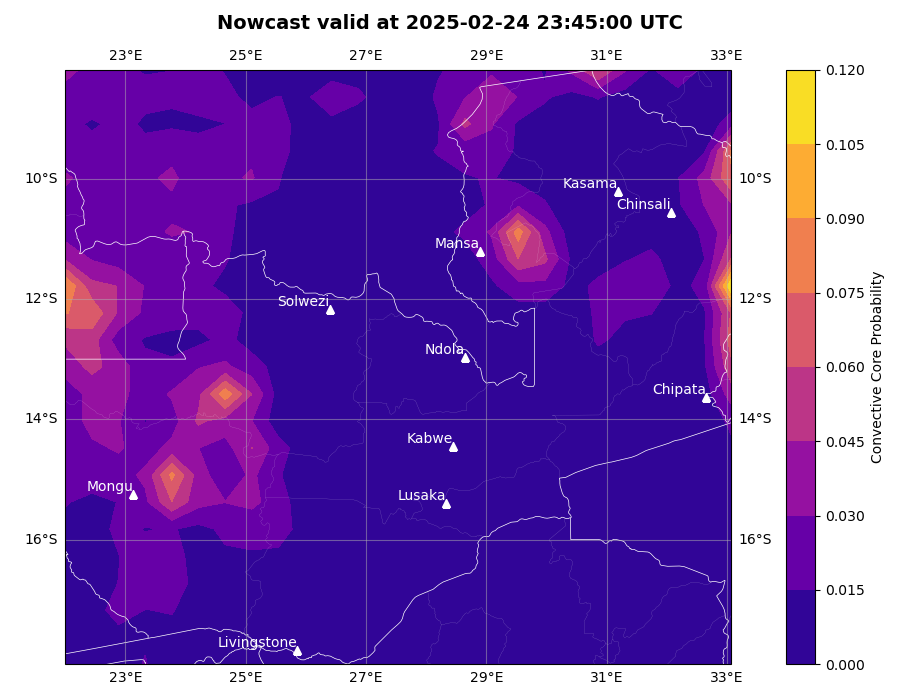 Nowcast valid at 2025-02-24 23:45:00 UTC
23°E 25°E 27°E 29°E 31°E 33°E
0.120
0.105
0.090
0.075
0.060
0.045
0.030
0.015
0.000
Convective Core Probability
10°S 10°S
12°S 12°S
14°S 14°S
16°S 16°S
Kasama
Chinsali
Mansa
Solwezi
Ndola
Chipata
Kabwe
Mongu
Lusaka
Livingstone
23°E 25°E 27°E 29°E 31°E 33°E